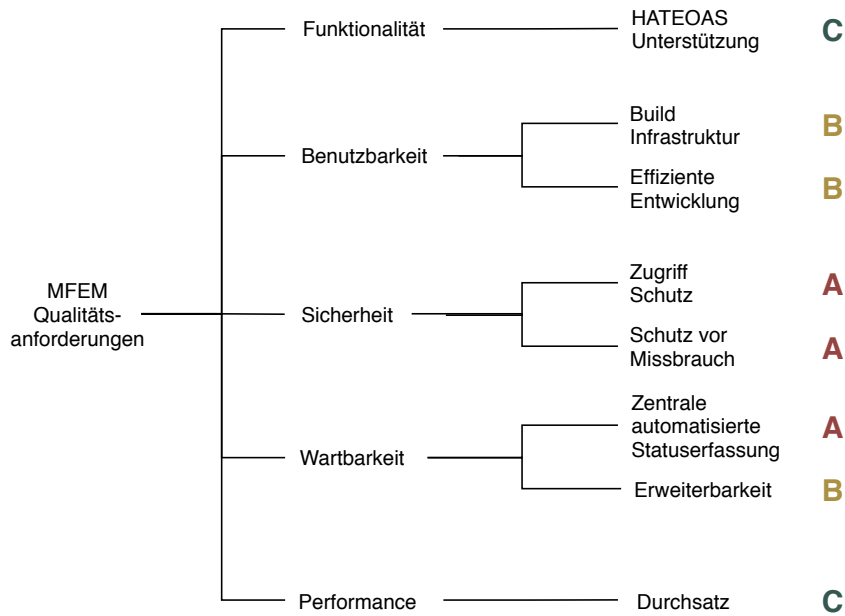 Funktionalität
HATEOAS
Unterstützung
C
Benutzbarkeit
Build
Infrastruktur
B
Effiziente
Entwicklung
B
MFEM
Qualitäts-
anforderungen
Sicherheit
Zugriff
Schutz
A
Schutz vor
Missbrauch
A
Wartbarkeit
Zentrale
automatisierte
Statuserfassung
A
Erweiterbarkeit
B
Performance
Durchsatz
C